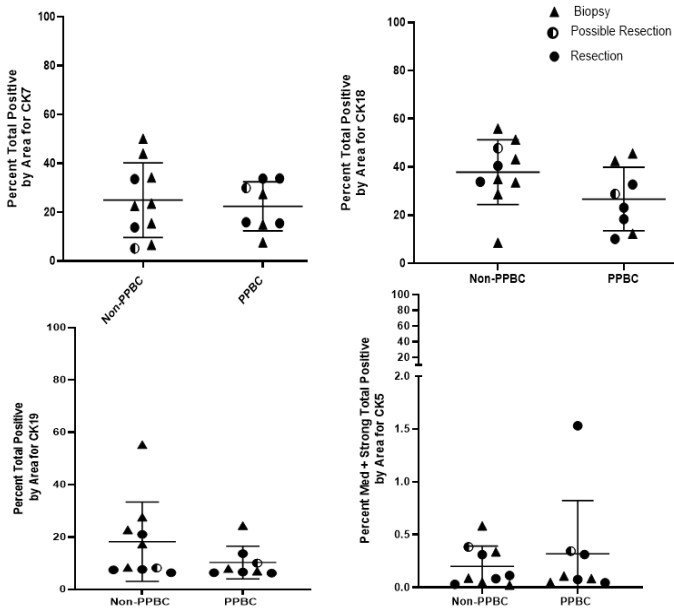 Biopsy
Possible Resection
Resection
Percent Total Positive
by Area for CK7
100
80
60
40
20
0
Non-PPBC
PPBC
Percent Total Positive
by Area for CK18
100
80
60
40
20
0
Non-PPBC
PPBC
Percent Total Positive
by Area for CK19
100
80
60
40
20
0
Non-PPBC
PPBC
Percent Med + Strong Total Positive
by Area for CK5
100
80
60
40
20
2.0
1.5
1.0
0.5
0.0
Non-PPBC
PPBC